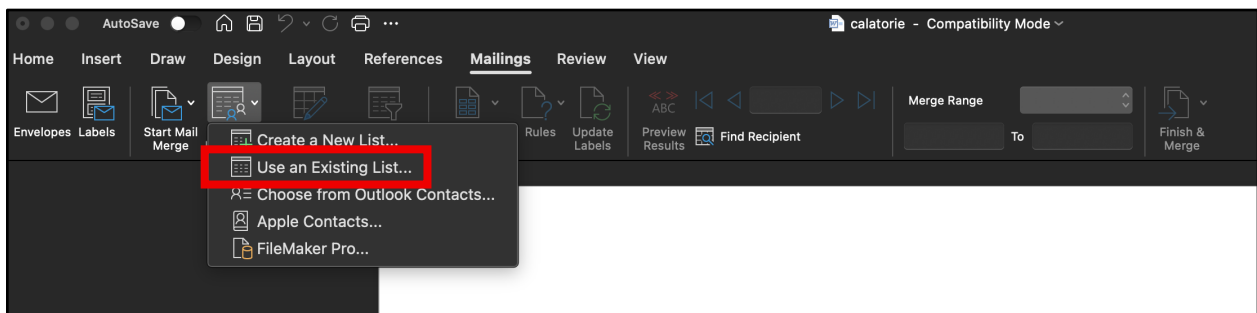 AutoSave
calatorie - Compatibility Mode
Home Insert Draw Design Layout References Mailings Review View
Envelopes Labels Start Mail Merge
Rules Update Labels
ABC
Preview Results
Find Recipient
Merge Range
To
Finish & Merge
Create a New List...
Use an Existing List...
Choose from Outlook Contacts...
Apple Contacts...
FileMaker Pro...